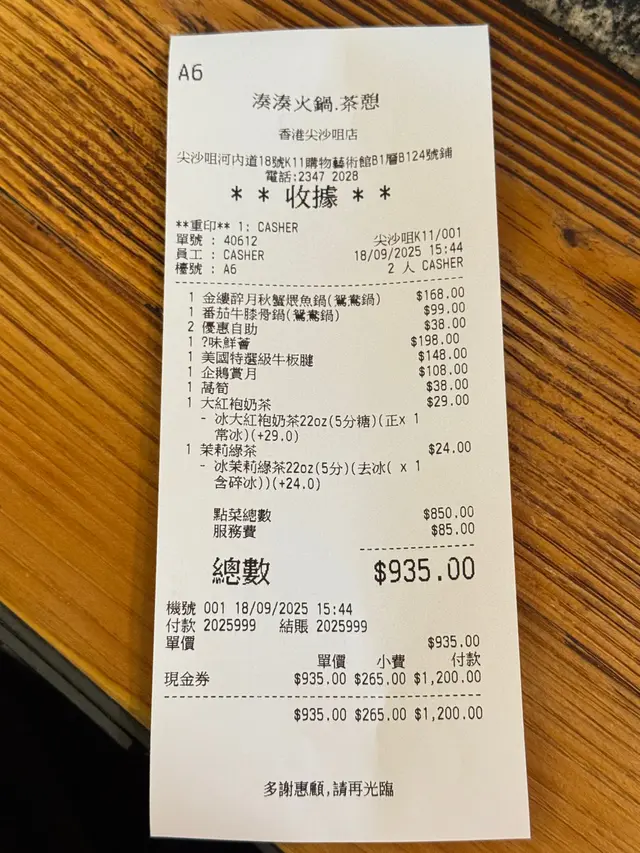 A6
湊湊火鍋.茶憩
香港尖沙咀店
尖沙咀河內道18號K11購物藝術館B1層B124號鋪
電話:2347 2028
* * 收據 * *
**重印** 1: CASHER
單號 : 40612 尖沙咀K11/001
員工 : CASHER 18/09/2025 15:44
檯號 : A6 2 人 CASHER
1 金縷辭月秋蟹煨魚鍋(鴛鴦鍋) $168.00
1 番茄牛膝骨鍋(鴛鴦鍋) $99.00
2 優惠自助 $38.00
1 ?味鮮薈 $198.00
1 美國特選級牛板腱 $148.00
1 企鵝賞月 $108.00
1 萵筍 $38.00
1 大紅袍奶茶 $29.00
- 冰大紅袍奶茶22oz(5分糖)(正x 1
常冰)(+29.0)
1 茉莉綠茶 $24.00
- 冰茉莉綠茶22oz(5分)(去冰( x 1
含碎冰))(+24.0)
點菜總數 $850.00
服務費 $85.00
總數 $935.00
機號 001 18/09/2025 15:44
付款 2025999 結賬 2025999
單價 $935.00
單價 小費 付款
現金券 $935.00 $265.00 $1,200.00
$935.00 $265.00 $1,200.00
多謝惠顧,請再光臨